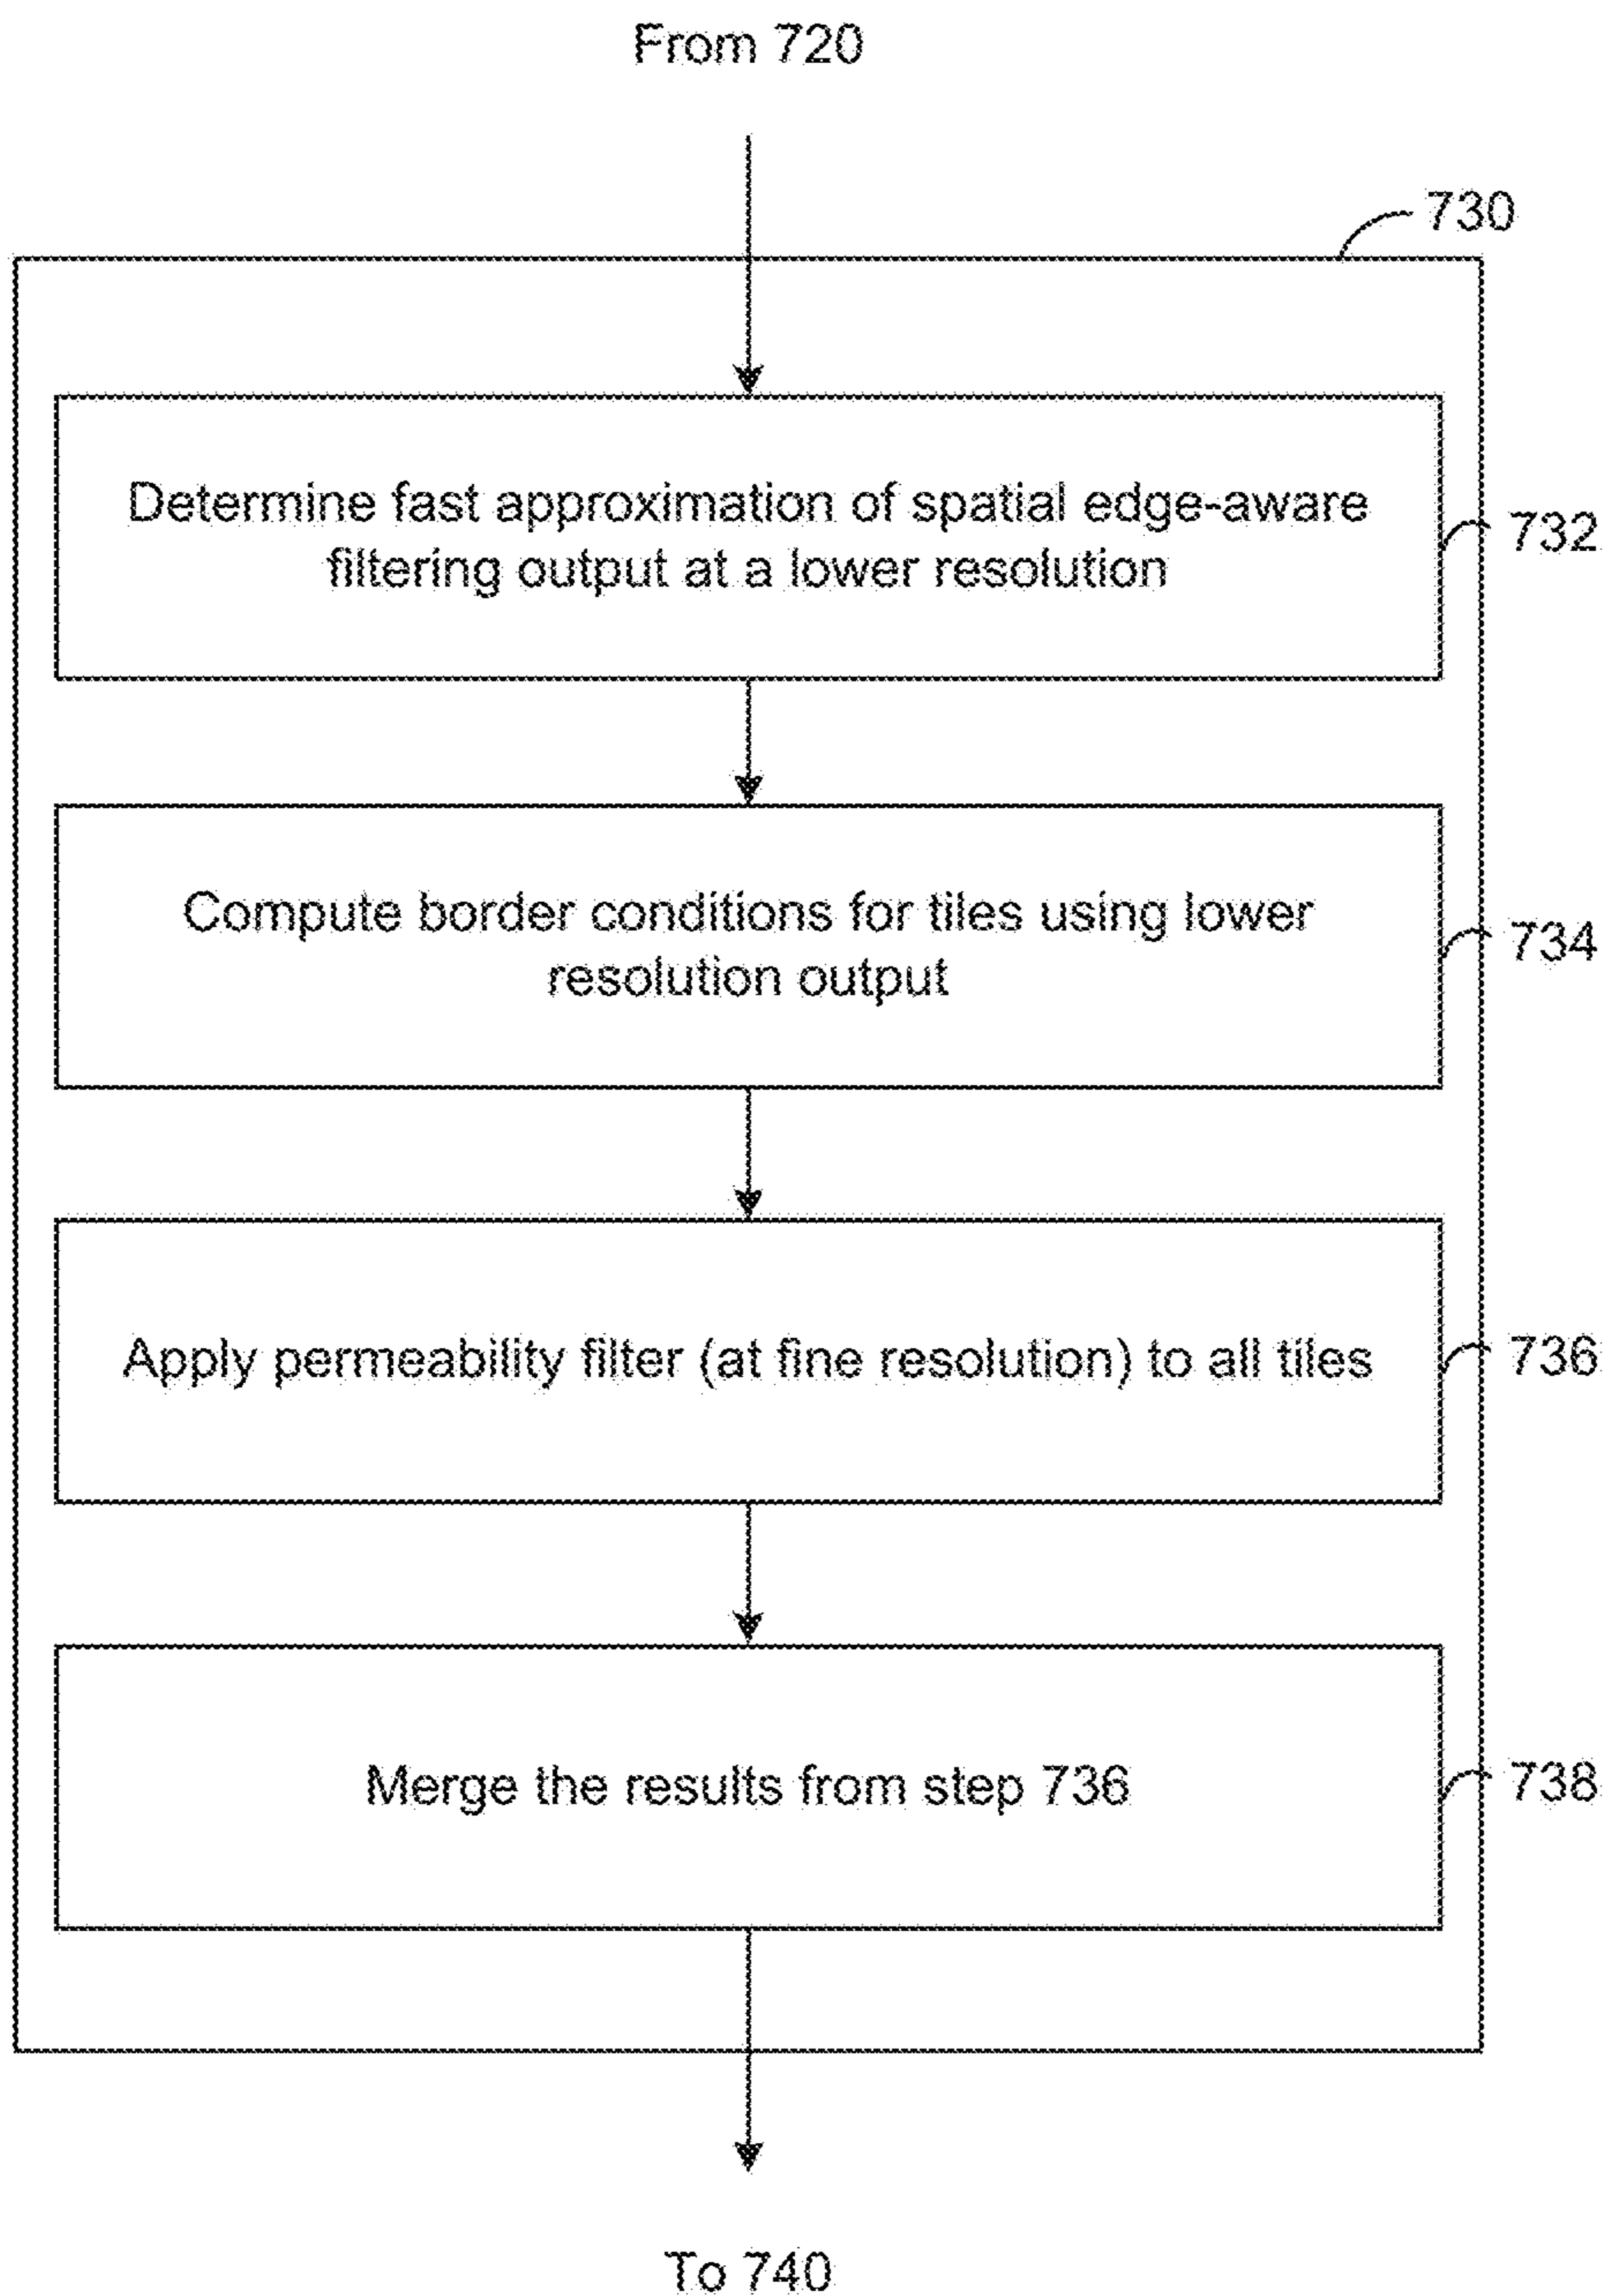 From 720
730
Determine fast approximation of spatial edge-aware
filtering output at a lower resolution
732
Compute border conditions for tiles using lower
resolution output
734
Apply permeability filter (at fine resolution) to all tiles
736
Merge the results from step 736
738
To 740